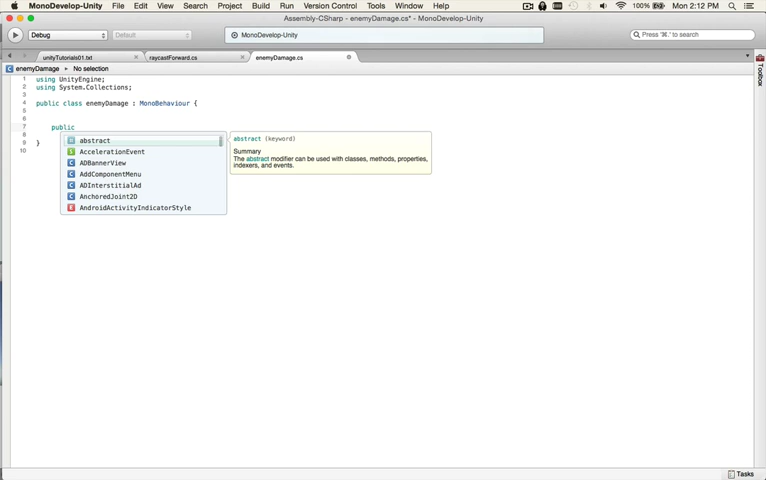 MonoDevelop-Unity File Edit View Search Project Build Run Version Control Tools Window Help 100% Mon 2:12 PM
Assembly-CSharp - enemyDamage.cs* - MonoDevelop-Unity
Debug Default MonoDevelop-Unity Press '⌘.' to search
unityTutorials01.txt raycastForward.cs enemyDamage.cs
enemyDamage No selection
Toolbox
1 using UnityEngine;
2 using System.Collections;
3
4 public class enemyDamage : MonoBehaviour {
5
6
7 public
8
9 }
10
abstract
AccelerationEvent
ADBannerView
AddComponentMenu
ADInterstitialAd
AnchoredJoint2D
AndroidActivityIndicatorStyle
abstract (keyword)
Summary
The abstract modifier can be used with classes, methods, properties,
indexers, and events.
Tasks